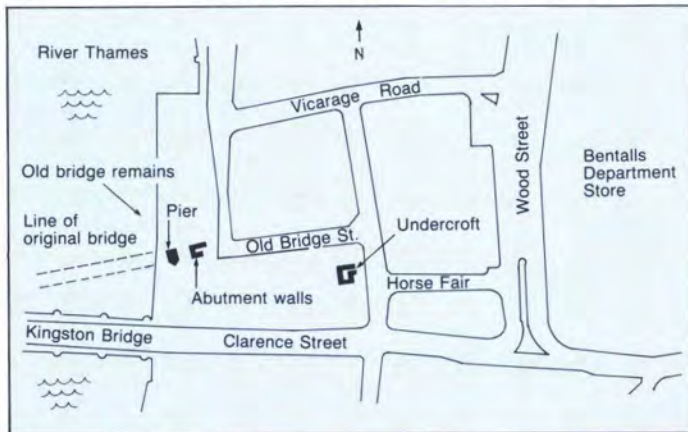 River Thames
N
Vicarage Road
Wood Street
Bentalls
Department
Store
Old bridge remains
Pier
Line of
original bridge
Undercroft
Old Bridge St.
Abutment walls
Horse Fair
Kingston Bridge
Clarence Street